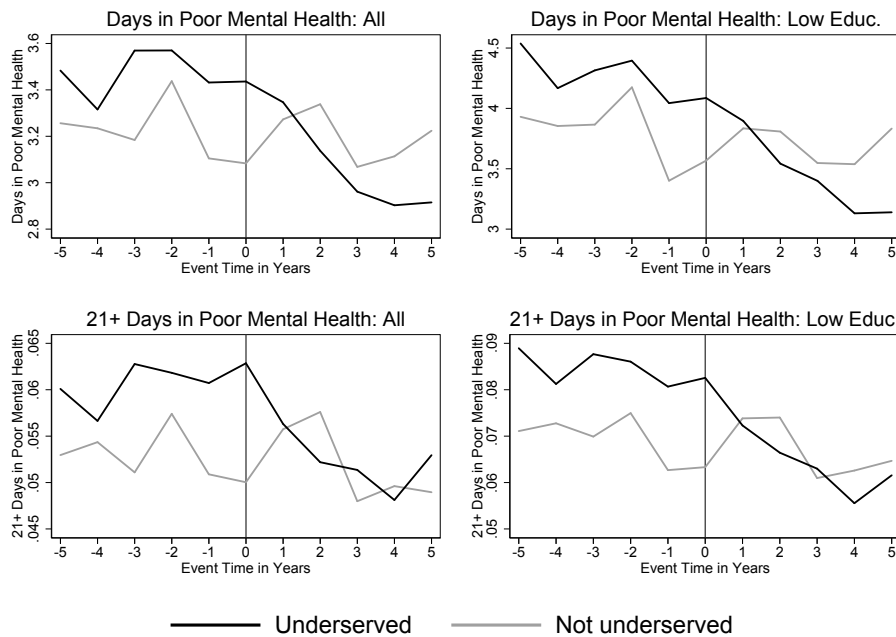 Days in Poor Mental Health: All
Days in Poor Mental Health
3.6
3.4
3.2
3
2.8
-5 -4 -3 -2 -1 0 1 2 3 4 5
Event Time in Years
Days in Poor Mental Health: Low Educ.
Days in Poor Mental Health
4.5
4
3.5
3
-5 -4 -3 -2 -1 0 1 2 3 4 5
Event Time in Years
21+ Days in Poor Mental Health: All
21+ Days in Poor Mental Health
.065
.06
.055
.05
.045
-5 -4 -3 -2 -1 0 1 2 3 4 5
Event Time in Years
21+ Days in Poor Mental Health: Low Educ.
21+ Days in Poor Mental Health
.09
.08
.07
.06
.05
-5 -4 -3 -2 -1 0 1 2 3 4 5
Event Time in Years
Underserved Not underserved